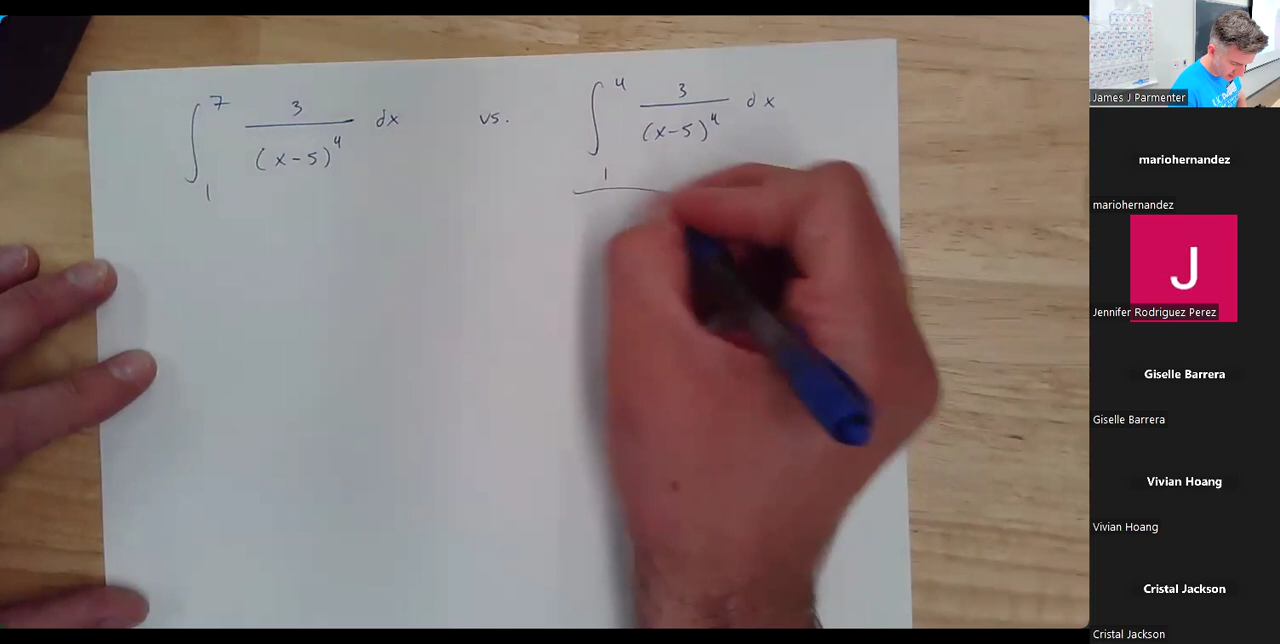 ∫₁⁷ 3/(x-5)⁴ dx vs. ∫₁⁴ 3/(x-5)⁴ dx
James J Parmenter
mariohernandez
mariohernandez
J
Jennifer Rodriguez Perez
Giselle Barrera
Giselle Barrera
Vivian Hoang
Vivian Hoang
Cristal Jackson
Cristal Jackson